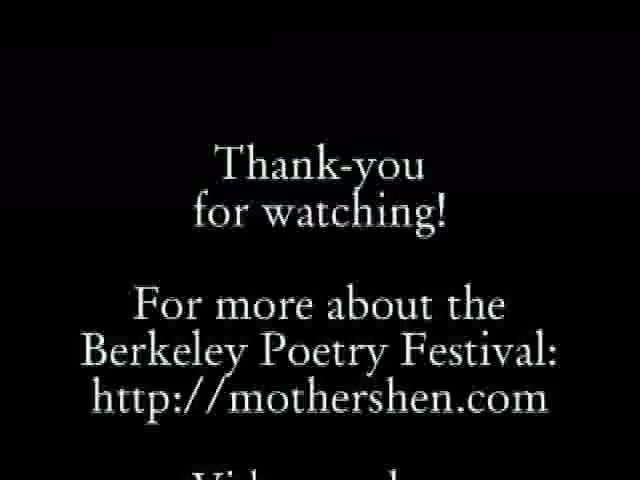 Thank-you
for watching!
For more about the
Berkeley Poetry Festival:
http://mothershen.com